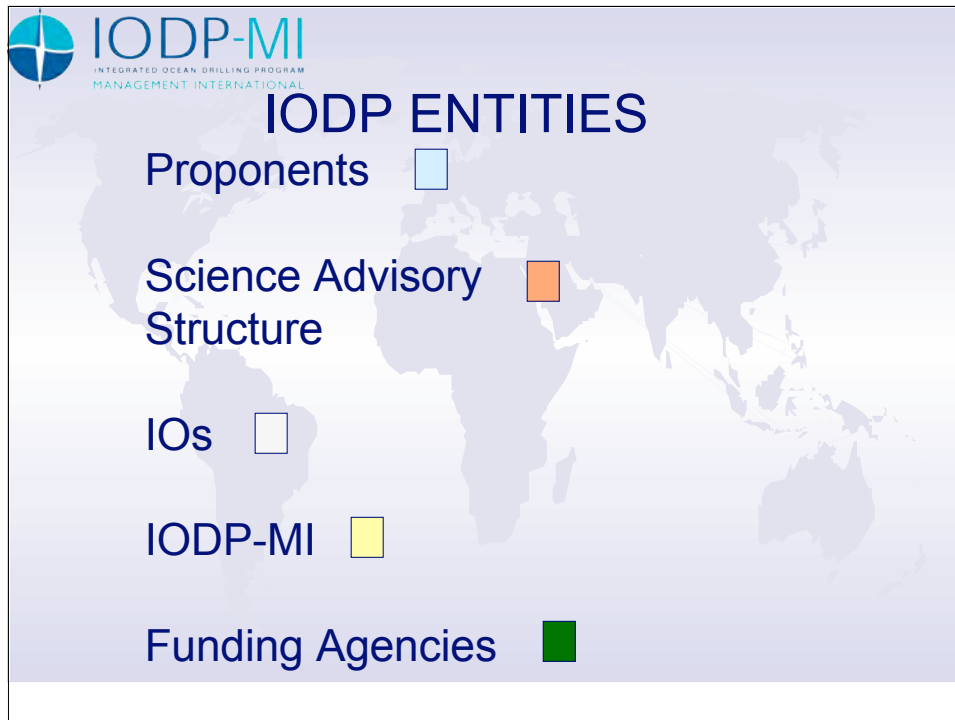 IODP-MI
INTEGRATED OCEAN DRILLING PROGRAM
MANAGEMENT INTERNATIONAL
IODP ENTITIES
Proponents
Science Advisory
Structure
IOs
IODP-MI
Funding Agencies